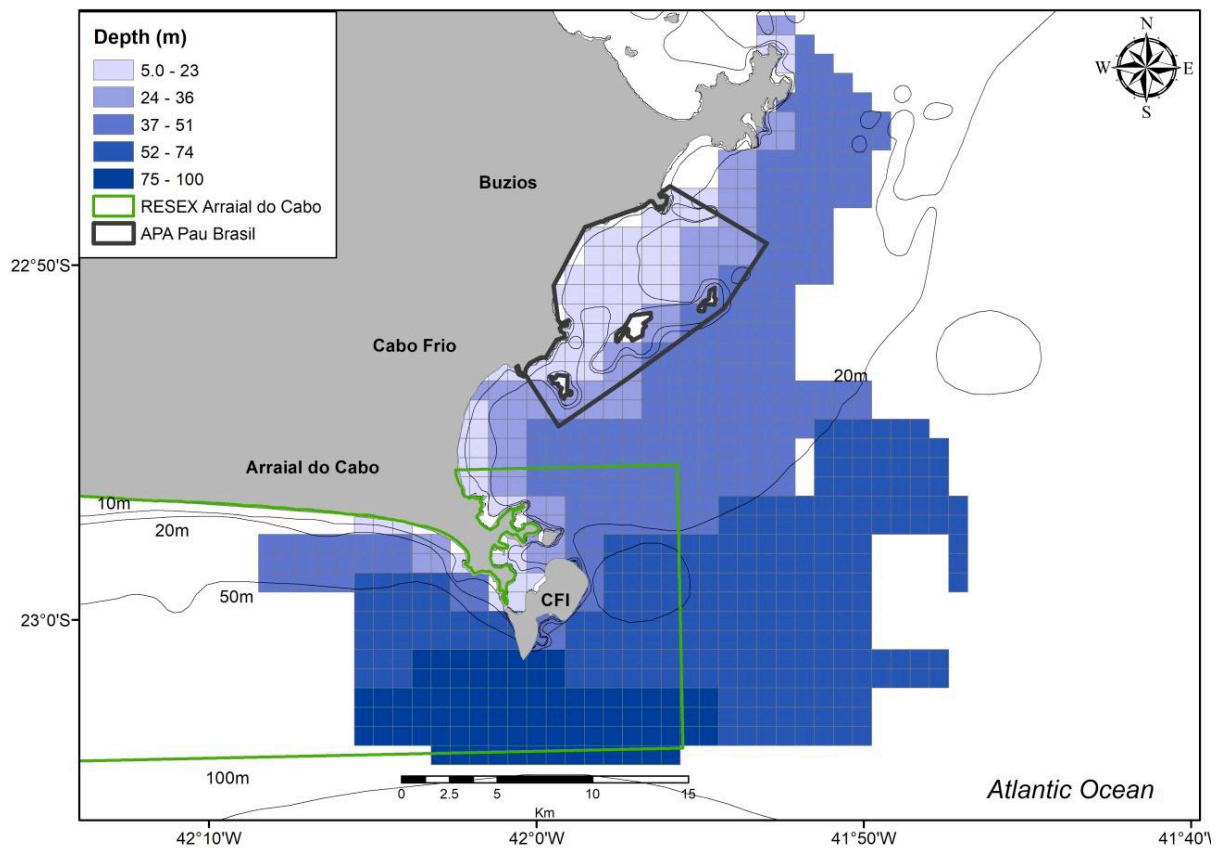 Depth (m)
5.0 - 23
24 - 36
37 - 51
52 - 74
75 - 100
RESEX Arraial do Cabo
APA Pau Brasil
N
W
E
S
Buzios
22°50'S
Cabo Frio
20m
Arraial do Cabo
10m
20m
50m
CFI
23°0'S
100m
0 2.5 5 10 15
Km
Atlantic Ocean
42°10'W
42°0'W
41°50'W
41°40'W